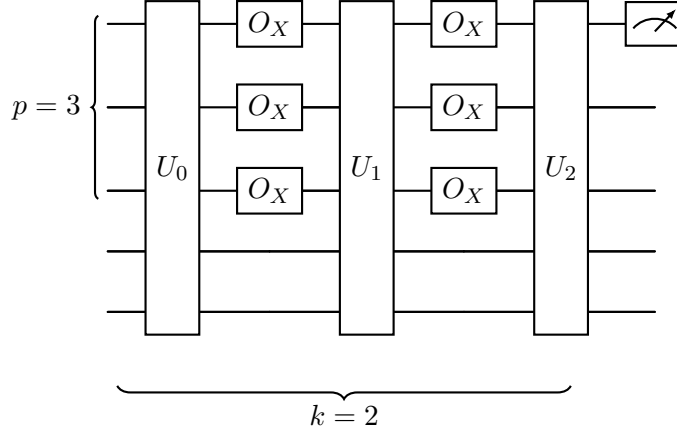 O_X O_X
p = 3 O_X O_X
U_0 O_X U_1 O_X U_2
k = 2